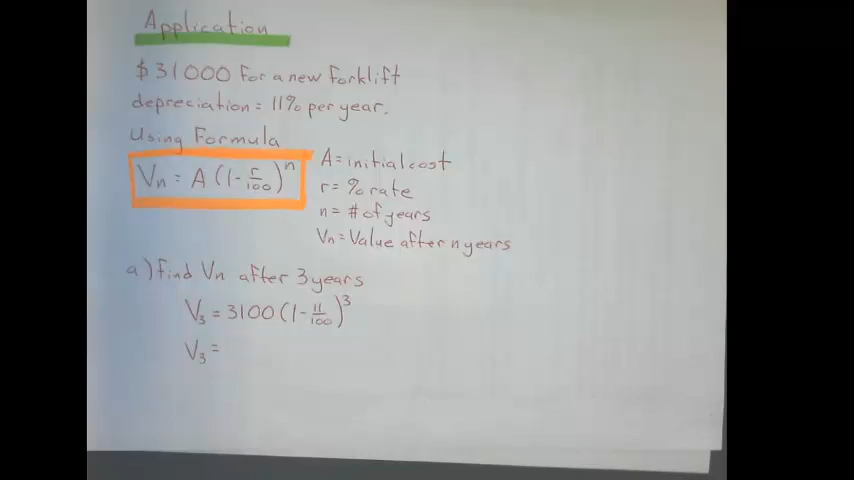 Application
$31000 for a new forklift
depreciation = 11% per year.
Using Formula
Vn = A (1 - r/100)^n
A = initial cost
r = % rate
n = # of years
Vn = Value after n years
a) find Vn after 3 years
V3 = 3100 (1 - 11/100)^3
V3 =